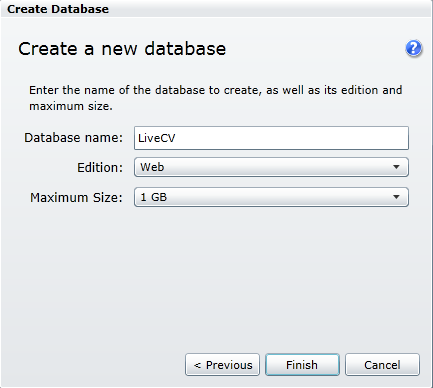 Create Database
Create a new database
?
Enter the name of the database to create, as well as its edition and
maximum size.
Database name: LiveCV
Edition: Web
Maximum Size: 1 GB
< Previous Finish Cancel